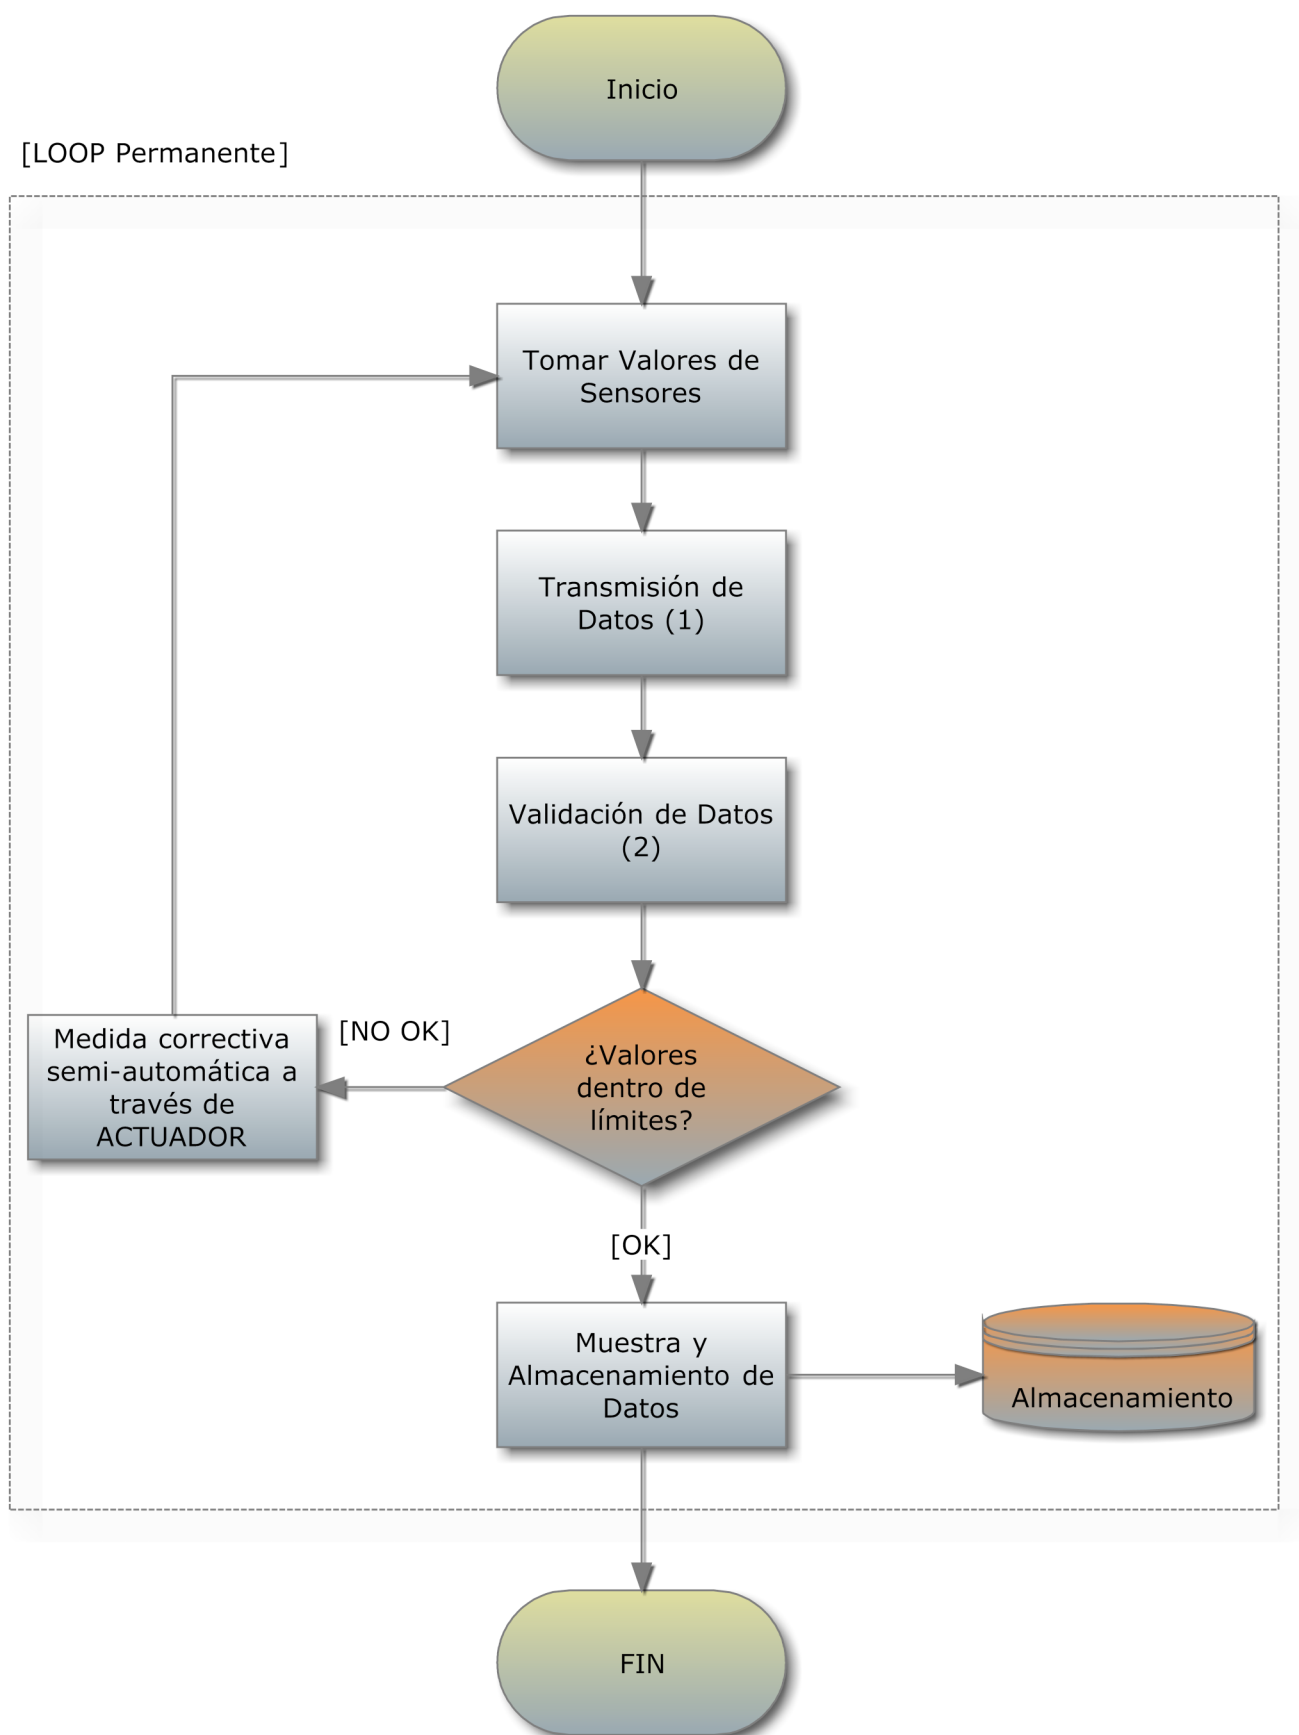 Inicio
[LOOP Permanente]
Tomar Valores de
Sensores
Transmisión de
Datos (1)
Validación de Datos
(2)
¿Valores
dentro de
límites?
[NO OK]
Medida correctiva
semi-automática a
través de
ACTUADOR
[OK]
Muestra y
Almacenamiento de
Datos
Almacenamiento
FIN